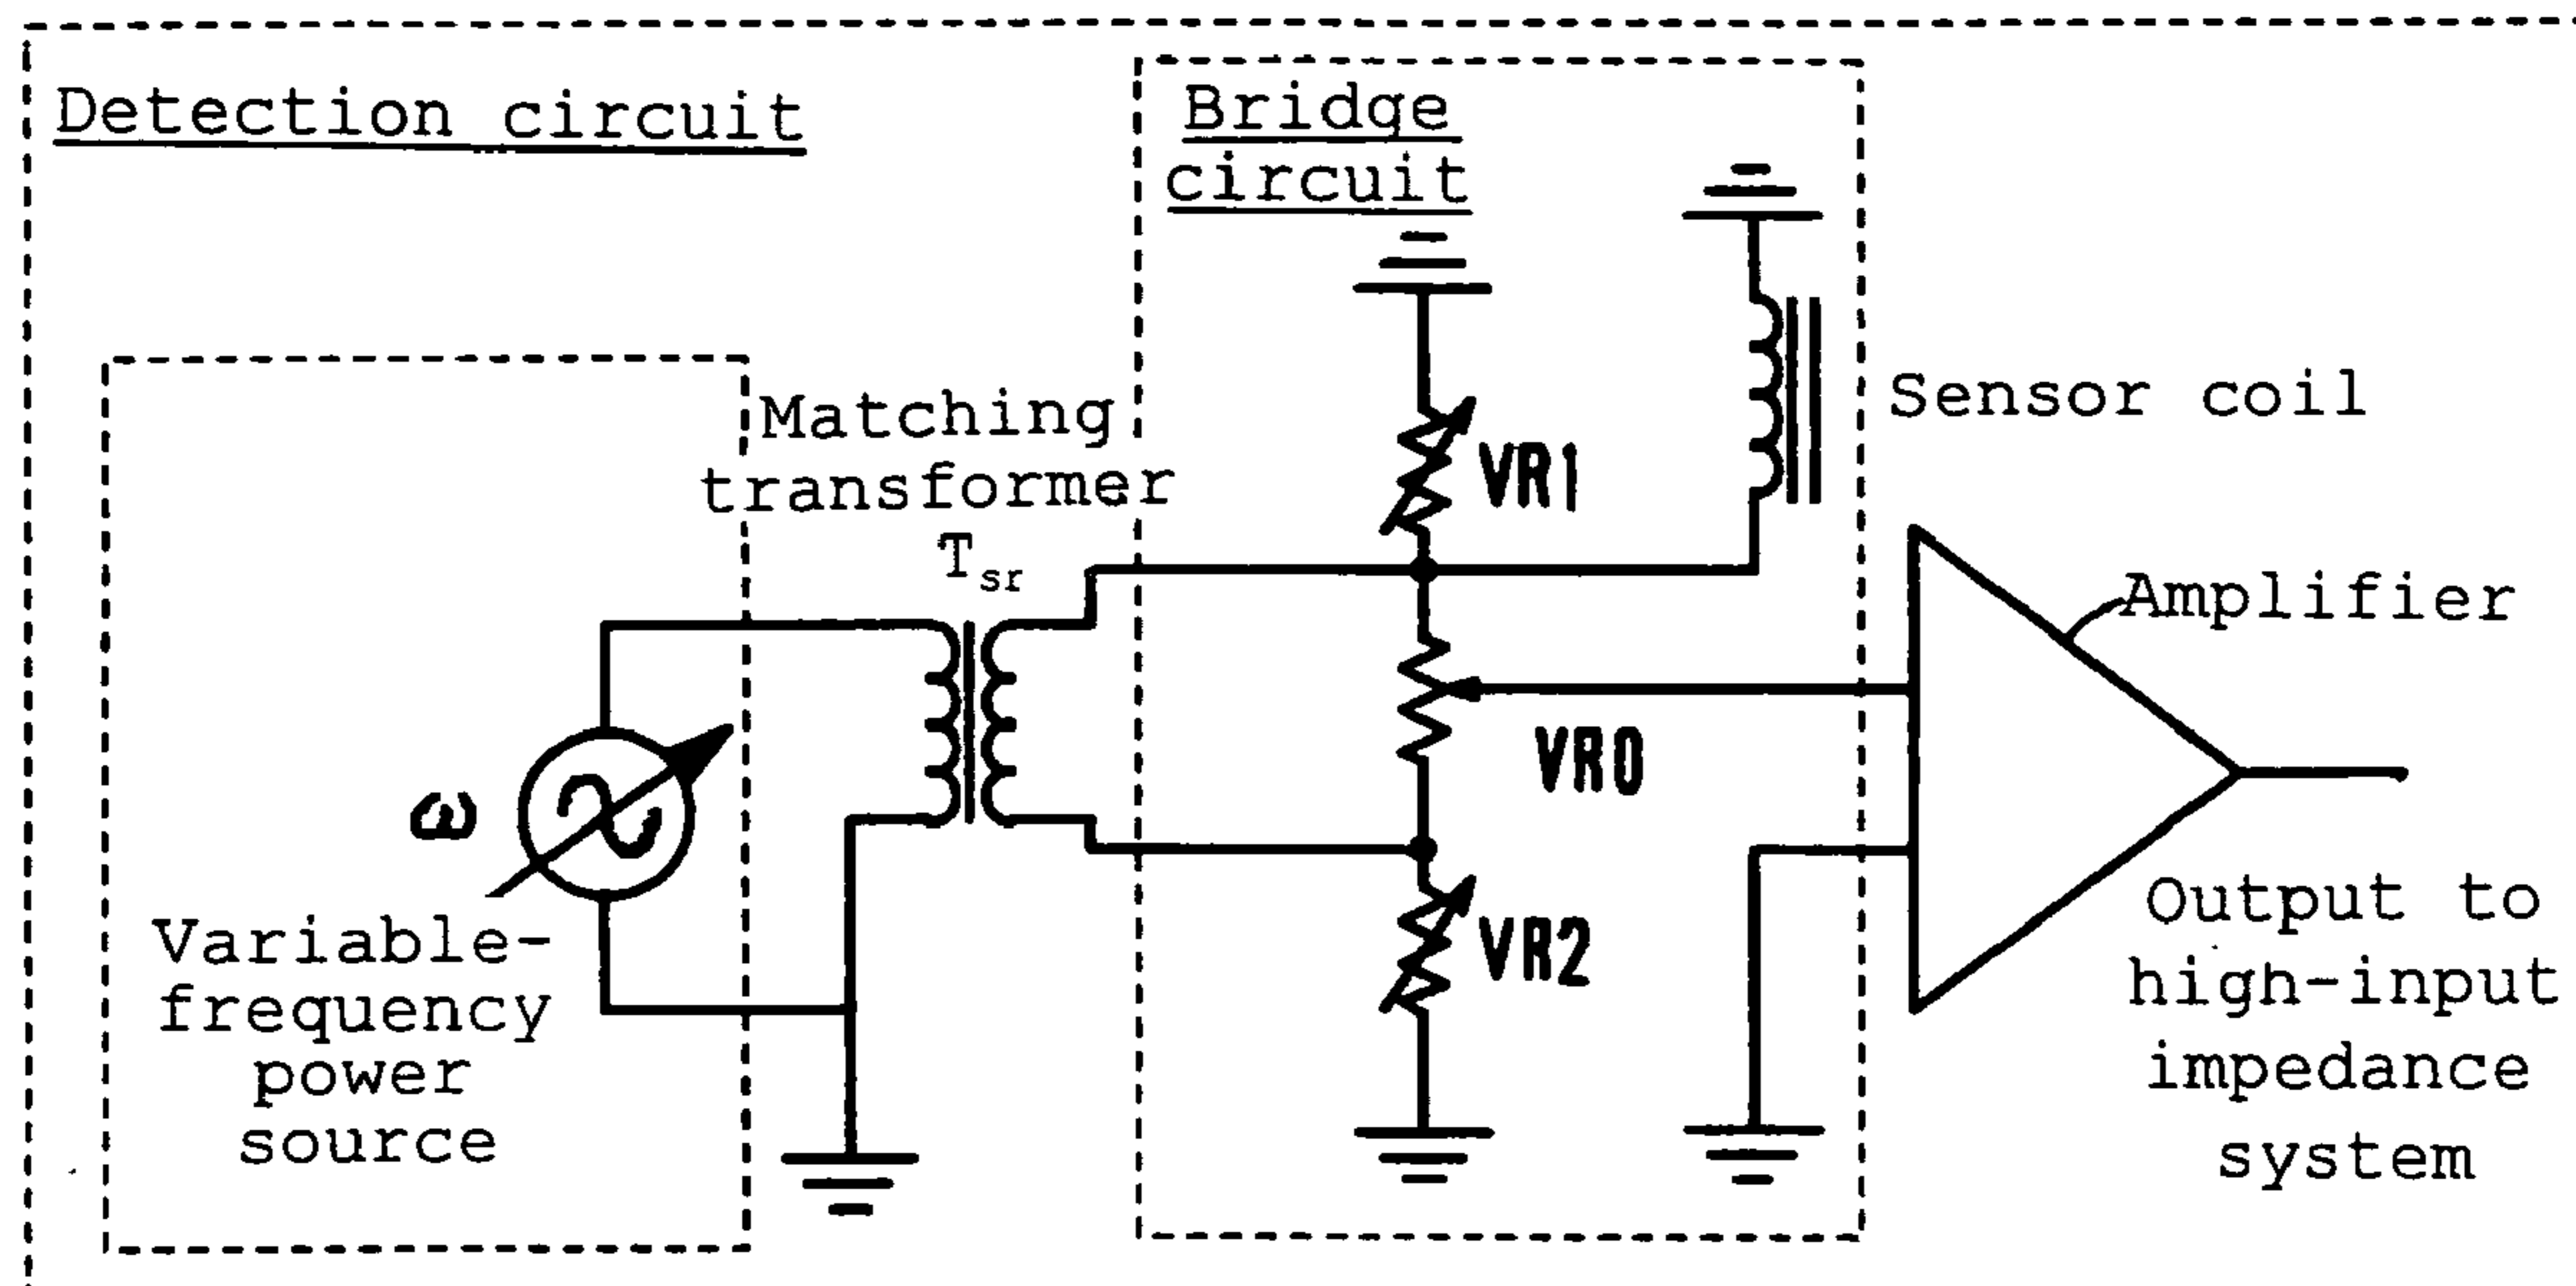 Detection circuit
Bridge
circuit
Matching
transformer
Tsr
VR1
Sensor coil
Amplifier
VR0
ω
VR2
Variable-
frequency
power
source
Output to
high-input
impedance
system